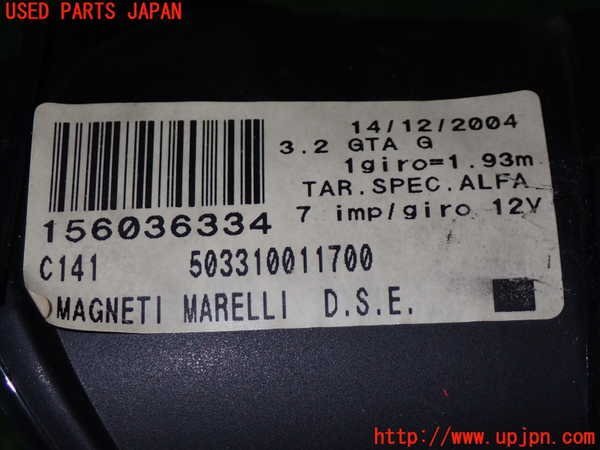 USED PARTS JAPAN
14/12/2004
3.2 GTA G
1giro=1.93m
TAR.SPEC.ALFA
7 imp/giro 12V
156036334
C141 503310011700
MAGNETI MARELLI D.S.E.
http://www.upjpn.com/